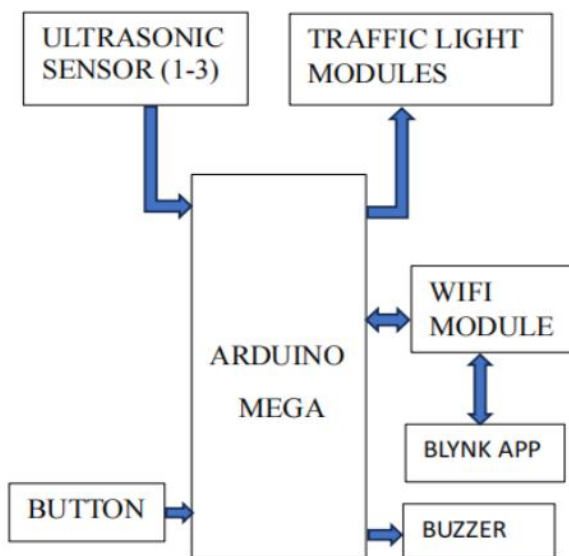 ULTRASONIC
SENSOR (1-3)
TRAFFIC LIGHT
MODULES
WIFI
MODULE
ARDUINO
MEGA
BLYNK APP
BUTTON
BUZZER